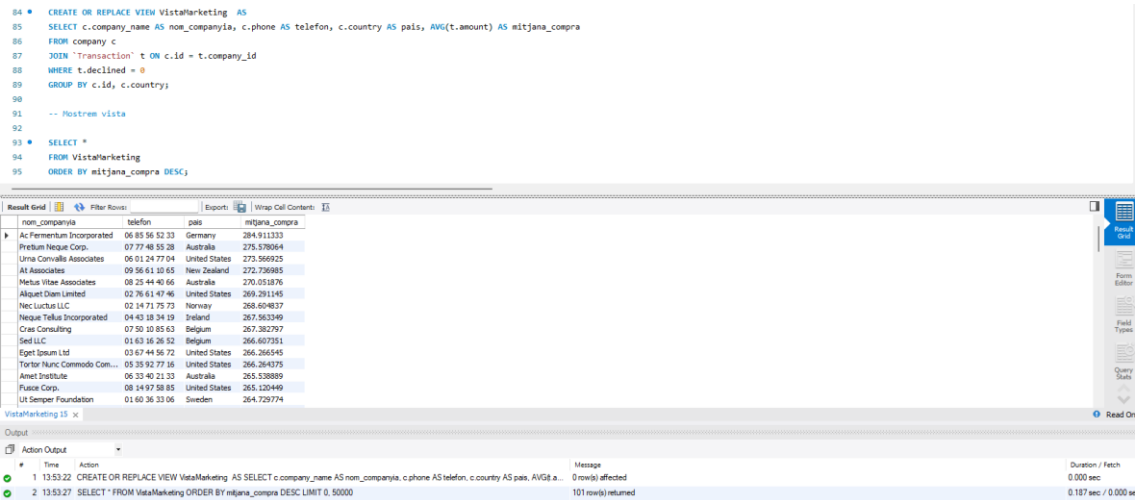 84 CREATE OR REPLACE VIEW VistaMarketing AS
85 SELECT c.company_name AS nom_companyia, c.phone AS telefon, c.country AS pais, AVG(t.amount) AS mitjana_compra
86 FROM company c
87 JOIN `Transaction` t ON c.id = t.company_id
88 WHERE t.declined = 0
89 GROUP BY c.id, c.country;
90
91 -- Mostrem vista
92
93 SELECT *
94 FROM VistaMarketing
95 ORDER BY mitjana_compra DESC;
Result Grid Filter Rows: Export: Wrap Cell Content:
nom_companyia telefon pais mitjana_compra
Ac Fermentum Incorporated 06 85 56 52 33 Germany 284.911333
Pretium Neque Corp. 07 77 48 55 28 Australia 275.578064
Urna Convallis Associates 06 01 24 77 04 United States 273.566925
At Associates 09 56 61 10 65 New Zealand 272.736985
Metus Vitae Associates 08 25 44 40 66 Australia 270.051876
Aliquet Diam Limited 02 76 61 47 46 United States 269.291145
Nec Luctus LLC 02 14 71 75 73 Norway 268.604837
Neque Tellus Incorporated 04 43 18 34 19 Ireland 267.563349
Cras Consulting 07 50 10 85 63 Belgium 267.382797
Sed LLC 01 63 16 26 52 Belgium 266.607351
Eget Ipsum Ltd 03 67 44 56 72 United States 266.266545
Tortor Nunc Commodo Com... 05 35 92 77 16 United States 266.264375
Amet Institute 06 33 40 21 33 Australia 265.538889
Fusce Corp. 08 14 97 58 85 United States 265.120449
Ut Semper Foundation 01 60 36 33 06 Sweden 264.729774
Result Grid
Form Editor
Field Types
Query Stats
VistaMarketing 15 Read On
Output
Action Output
# Time Action Message Duration / Fetch
1 13:53:22 CREATE OR REPLACE VIEW VistaMarketing AS SELECT c.company_name AS nom_companyia, c.phone AS telefon, c.country AS pais, AVG(t.a... 0 row(s) affected 0.000 sec
2 13:53:27 SELECT * FROM VistaMarketing ORDER BY mitjana_compra DESC LIMIT 0, 50000 101 row(s) returned 0.187 sec / 0.000 se